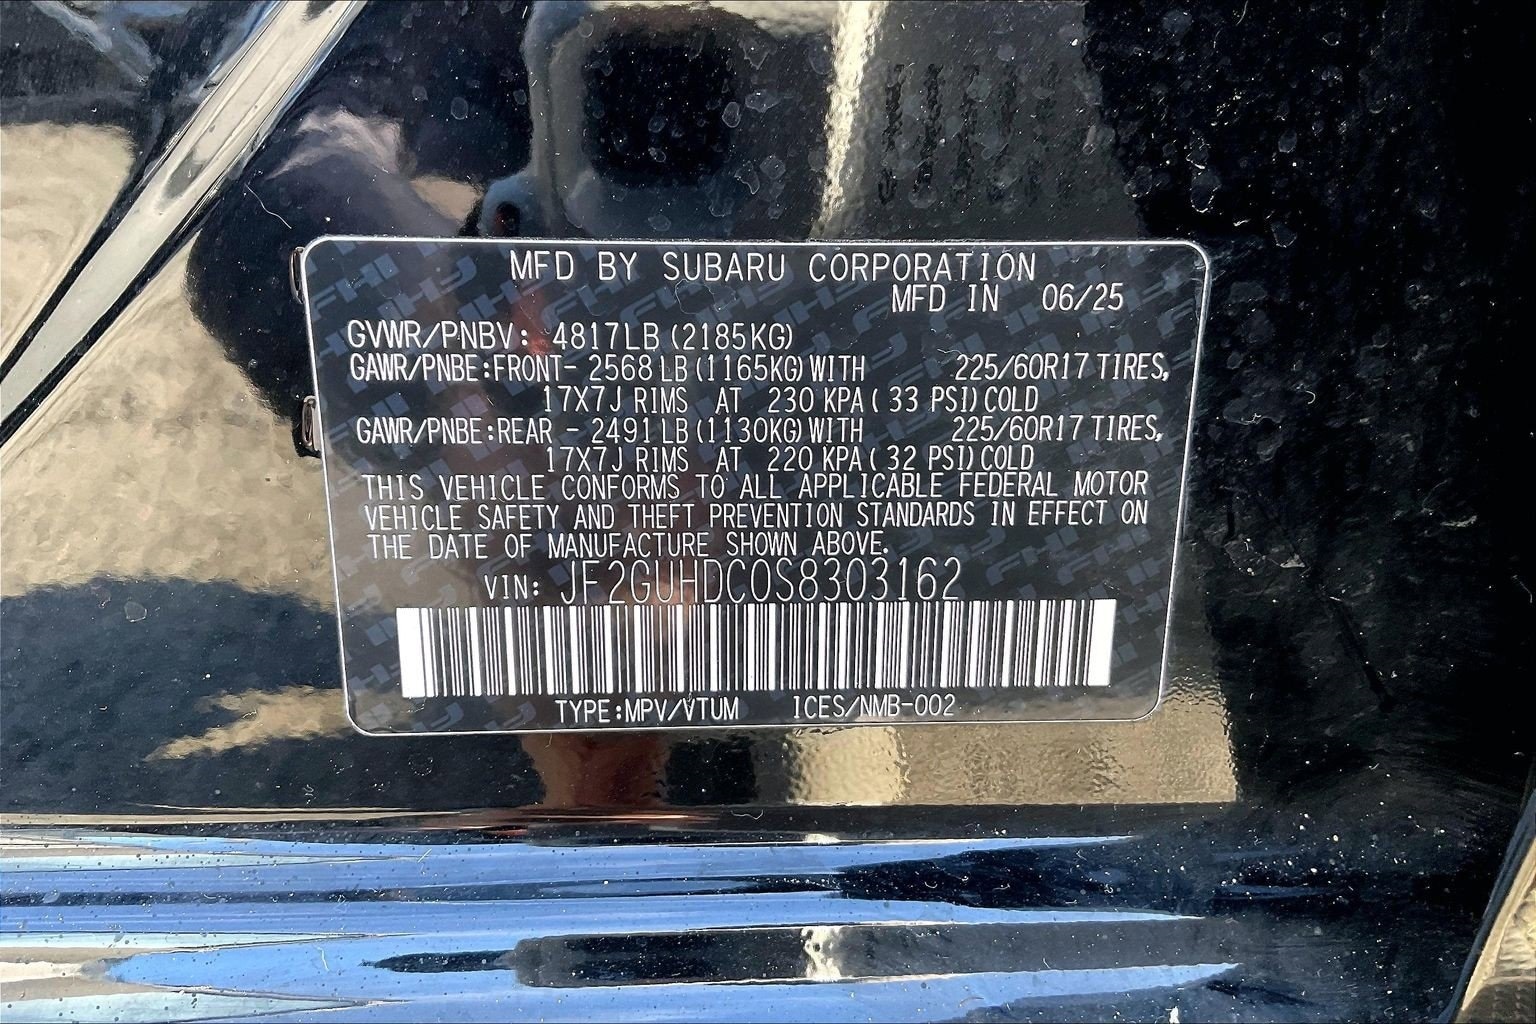 MFD BY SUBARU CORPORATION
MFD IN 06/25
GVWR/PNBV: 4817LB (2185KG)
GAWR/PNBE:FRONT- 2568 LB (1165KG) WITH 225/60R17 TIRES,
17X7J RIMS AT 230 KPA ( 33 PSI) COLD
GAWR/PNBE:REAR - 2491 LB (1130KG) WITH 225/60R17 TIRES,
17X7J RIMS AT 220 KPA ( 32 PSI) COLD
THIS VEHICLE CONFORMS TO ALL APPLICABLE FEDERAL MOTOR
VEHICLE SAFETY AND THEFT PREVENTION STANDARDS IN EFFECT ON
THE DATE OF MANUFACTURE SHOWN ABOVE.
VIN: JF2GUHDC0S8303162
TYPE:MPV/VTUM ICES/NMB-002